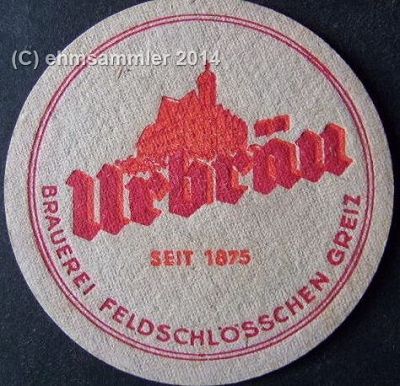 (C) ehmsammler 2014
Urbräu
SEIT 1875
BRAUEREI FELDSCHLÖSSCHEN GREIZ